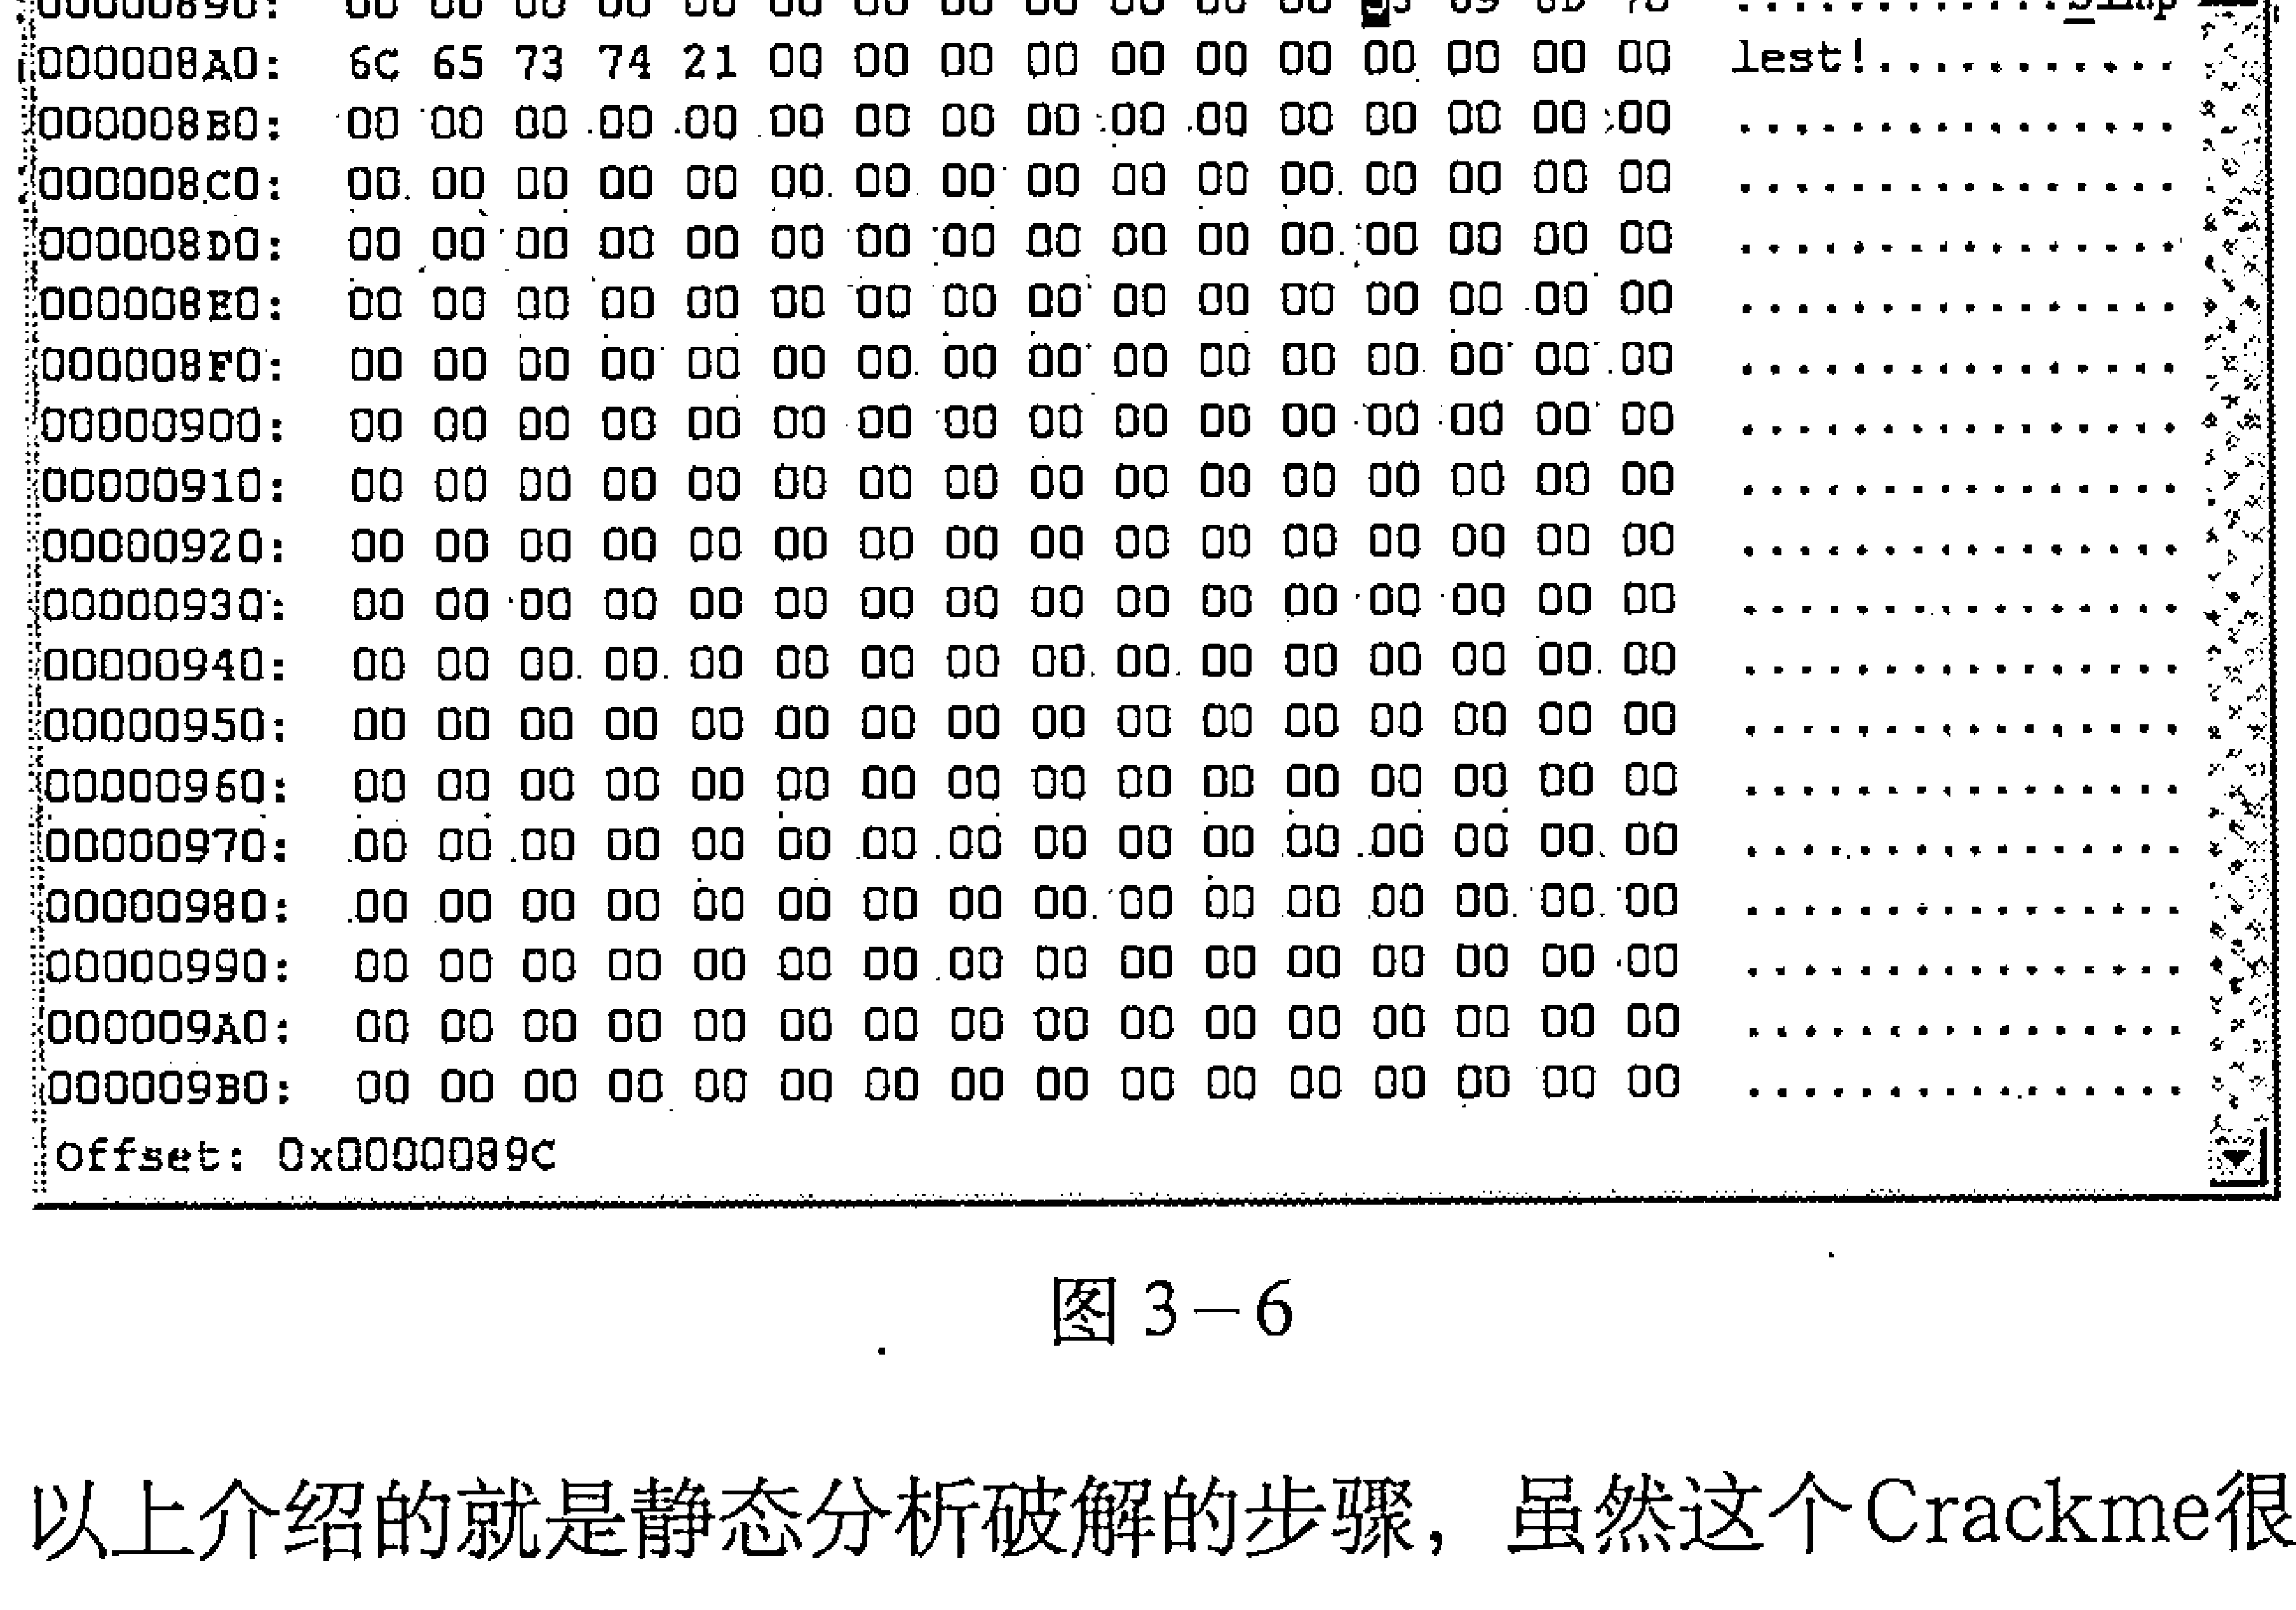 000008A0: 6C 65 73 74 21 00 00 00 00 00 00 00 00 00 00 00 lest!...........
000008B0: 00 00 00 00 00 00 00 00 00 00 00 00 00 00 00 00 ................
000008C0: 00 00 00 00 00 00 00 00 00 00 00 00 00 00 00 00 ................
000008D0: 00 00 00 00 00 00 00 00 00 00 00 00 00 00 00 00 ................
000008E0: 00 00 00 00 00 00 00 00 00 00 00 00 00 00 00 00 ................
000008F0: 00 00 00 00 00 00 00 00 00 00 00 00 00 00 00 00 ................
00000900: 00 00 00 00 00 00 00 00 00 00 00 00 00 00 00 00 ................
00000910: 00 00 00 00 00 00 00 00 00 00 00 00 00 00 00 00 ................
00000920: 00 00 00 00 00 00 00 00 00 00 00 00 00 00 00 00 ................
00000930: 00 00 00 00 00 00 00 00 00 00 00 00 00 00 00 00 ................
00000940: 00 00 00 00 00 00 00 00 00 00 00 00 00 00 00 00 ................
00000950: 00 00 00 00 00 00 00 00 00 00 00 00 00 00 00 00 ................
00000960: 00 00 00 00 00 00 00 00 00 00 00 00 00 00 00 00 ................
00000970: 00 00 00 00 00 00 00 00 00 00 00 00 00 00 00 00 ................
00000980: 00 00 00 00 00 00 00 00 00 00 00 00 00 00 00 00 ................
00000990: 00 00 00 00 00 00 00 00 00 00 00 00 00 00 00 00 ................
000009A0: 00 00 00 00 00 00 00 00 00 00 00 00 00 00 00 00 ................
000009B0: 00 00 00 00 00 00 00 00 00 00 00 00 00 00 00 00 ................
Offset: 0x0000089C
图 3-6
以上介绍的就是静态分析破解的步骤，虽然这个Crackme很